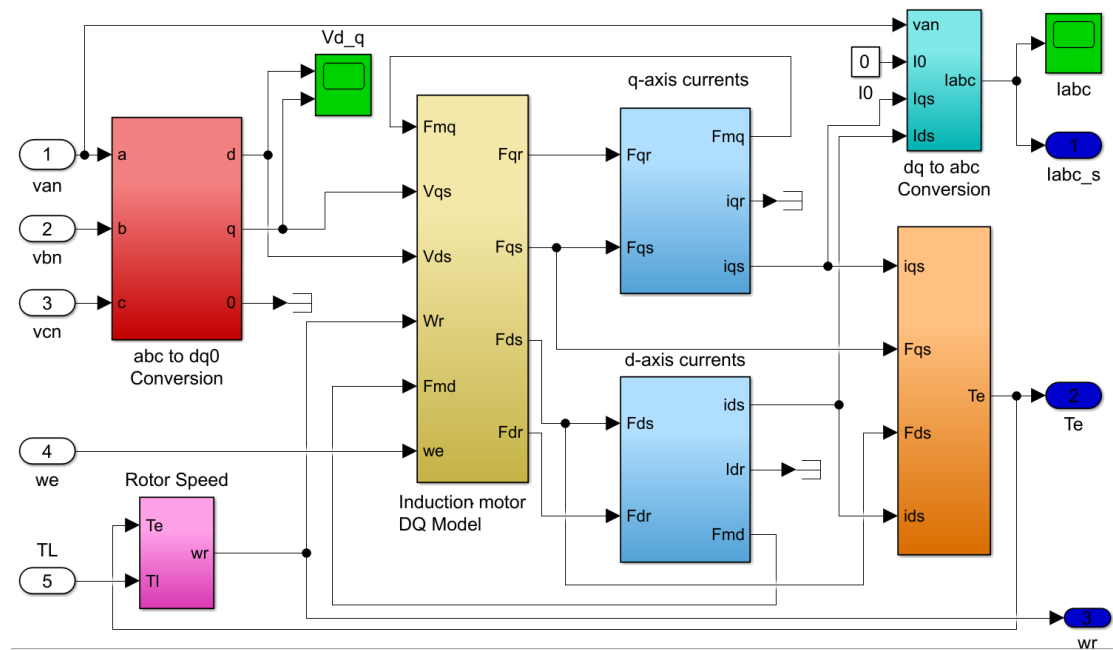 Vd_q
van
0
I0
I0
Iabc
Iqs
Ids
Iabc
dq to abc
Conversion
1
Iabc_s
1
van
2
vbn
3
vcn
a
b
c
d
q
0
abc to dq0
Conversion
Fmq
Vqs
Vds
Wr
Fmd
we
Fqr
Fqs
Fds
Fdr
Induction motor
DQ Model
q-axis currents
Fqr
Fqs
Fmq
iqr
iqs
d-axis currents
Fds
Fdr
ids
Idr
Fmd
iqs
Fqs
Fds
ids
Te
2
Te
4
we
Rotor Speed
Te
Tl
wr
TL
5
3
wr